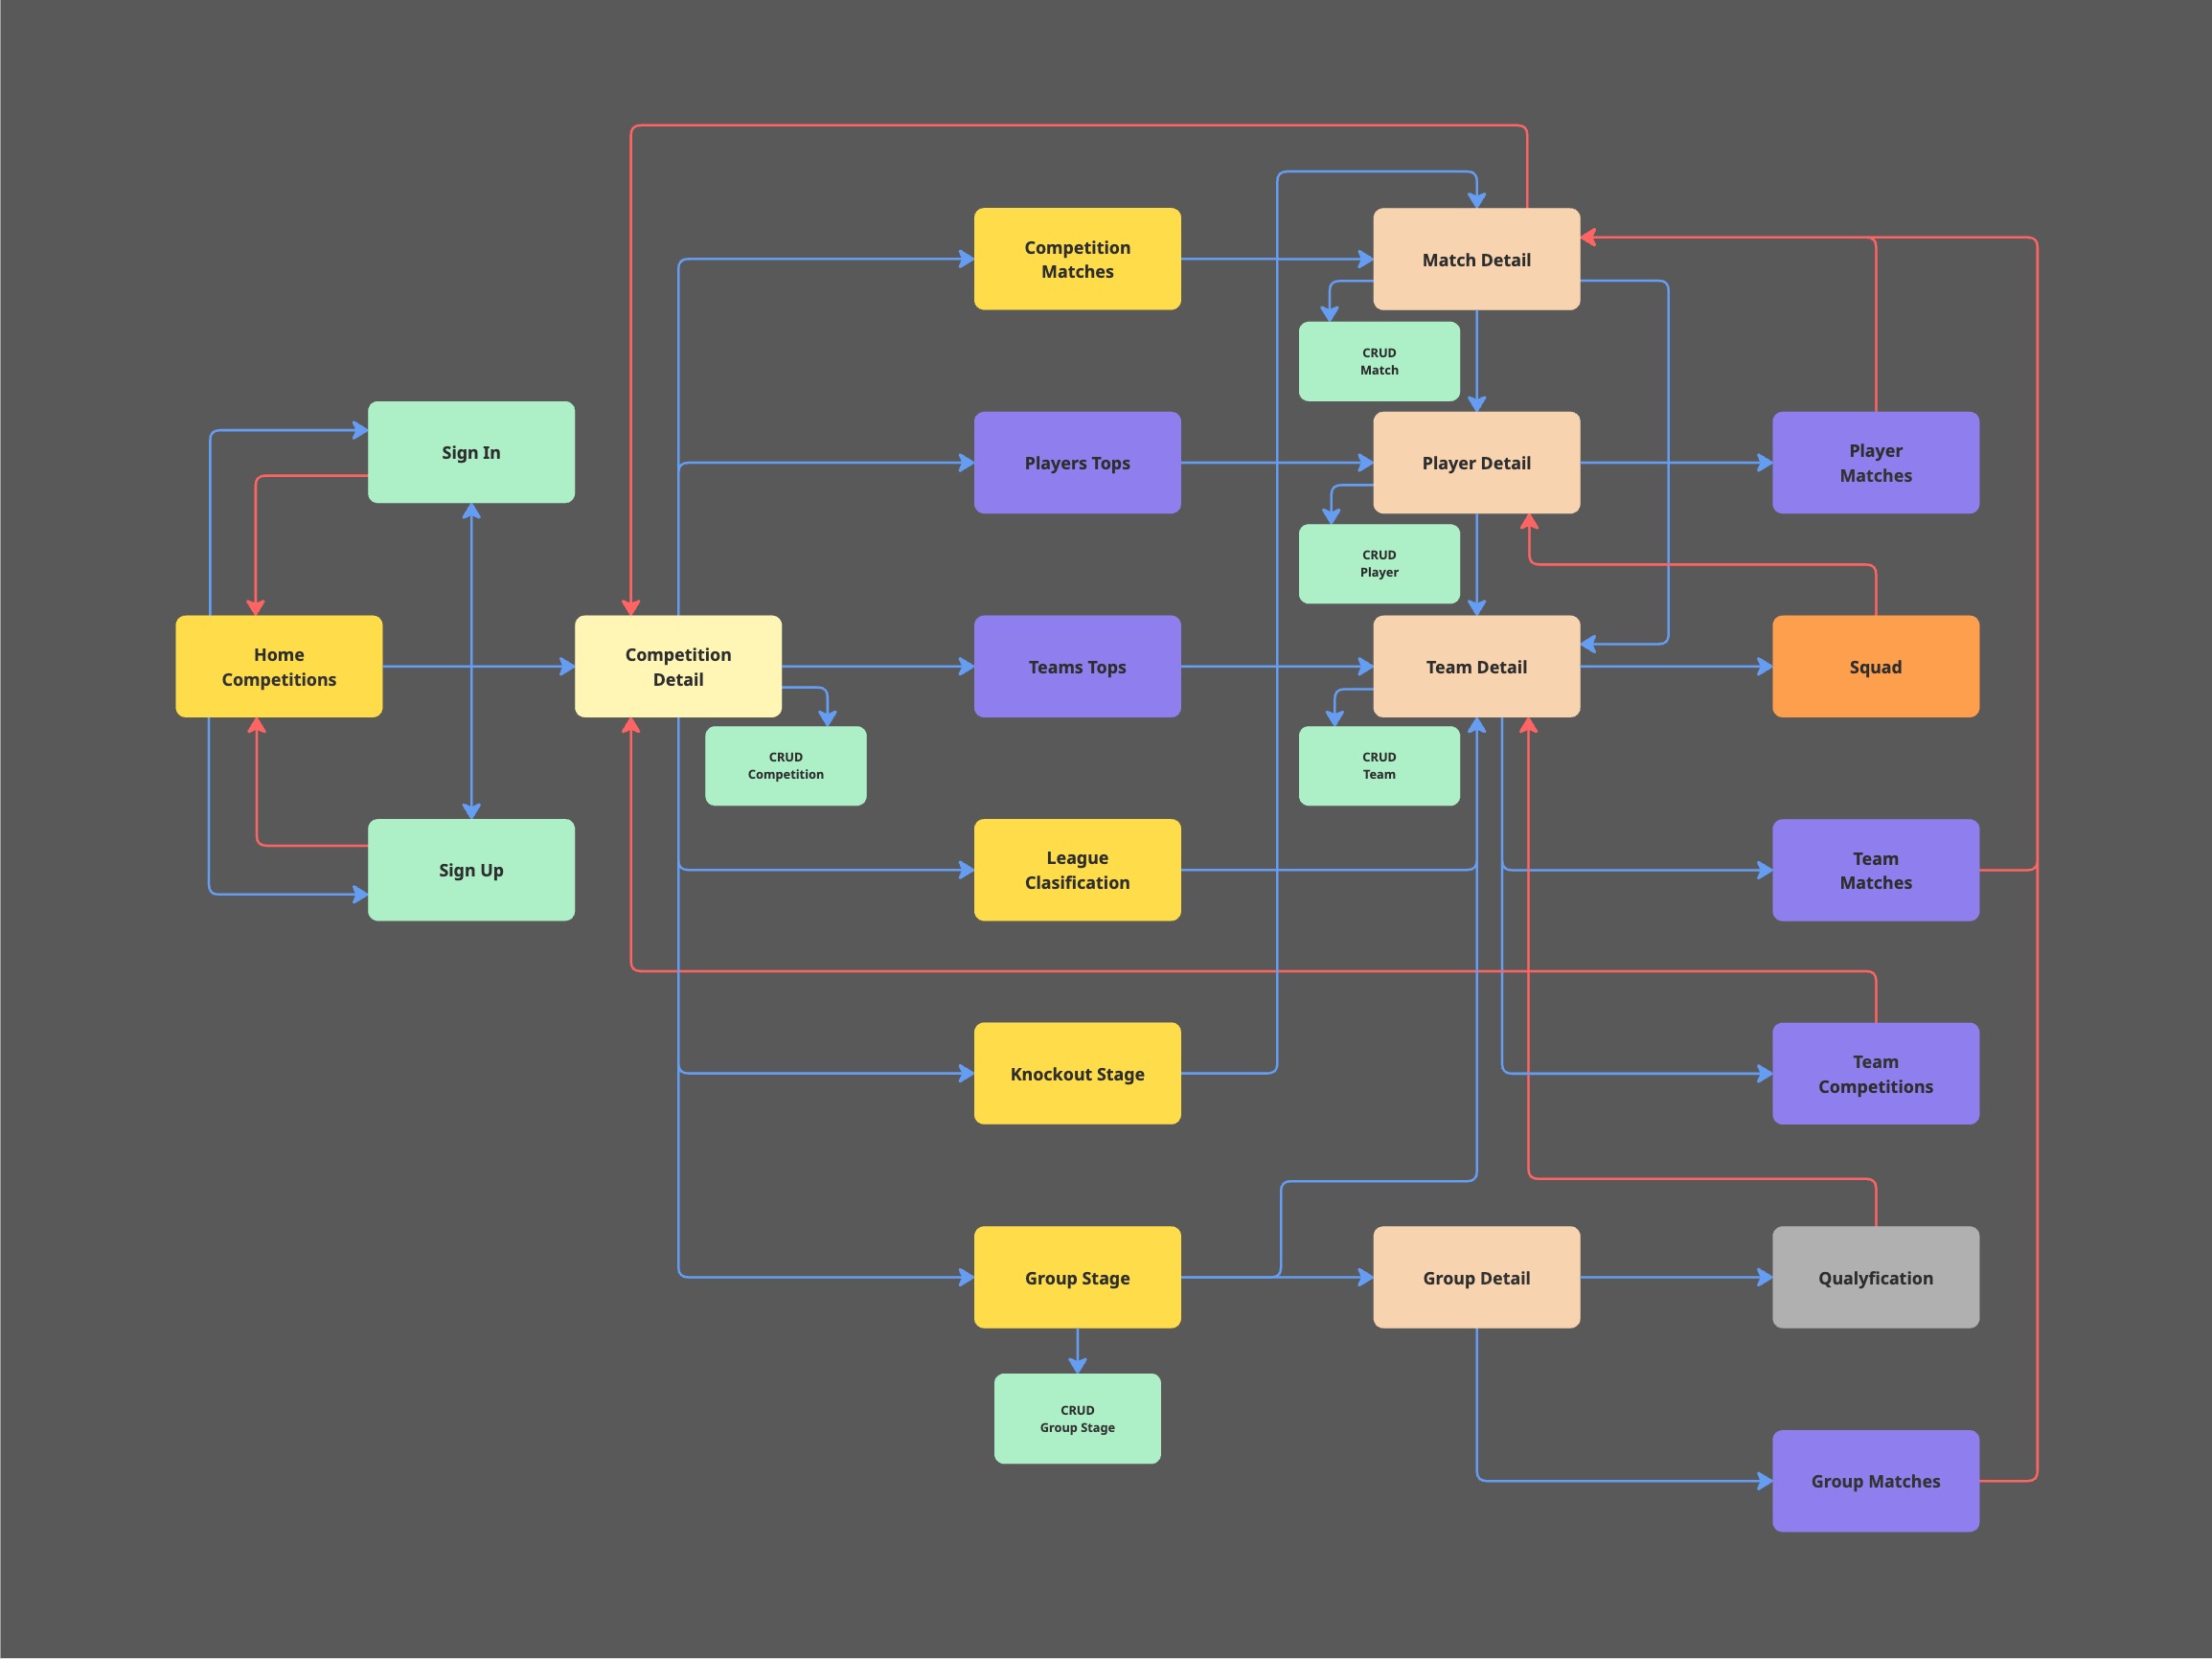 Competition
Matches
Match Detail
CRUD
Match
Sign In
Players Tops
Player Detail
Player
Matches
CRUD
Player
Home
Competitions
Competition
Detail
Teams Tops
Team Detail
Squad
CRUD
Competition
CRUD
Team
Sign Up
League
Clasification
Team
Matches
Knockout Stage
Team
Competitions
Group Stage
Group Detail
Qualyfication
CRUD
Group Stage
Group Matches